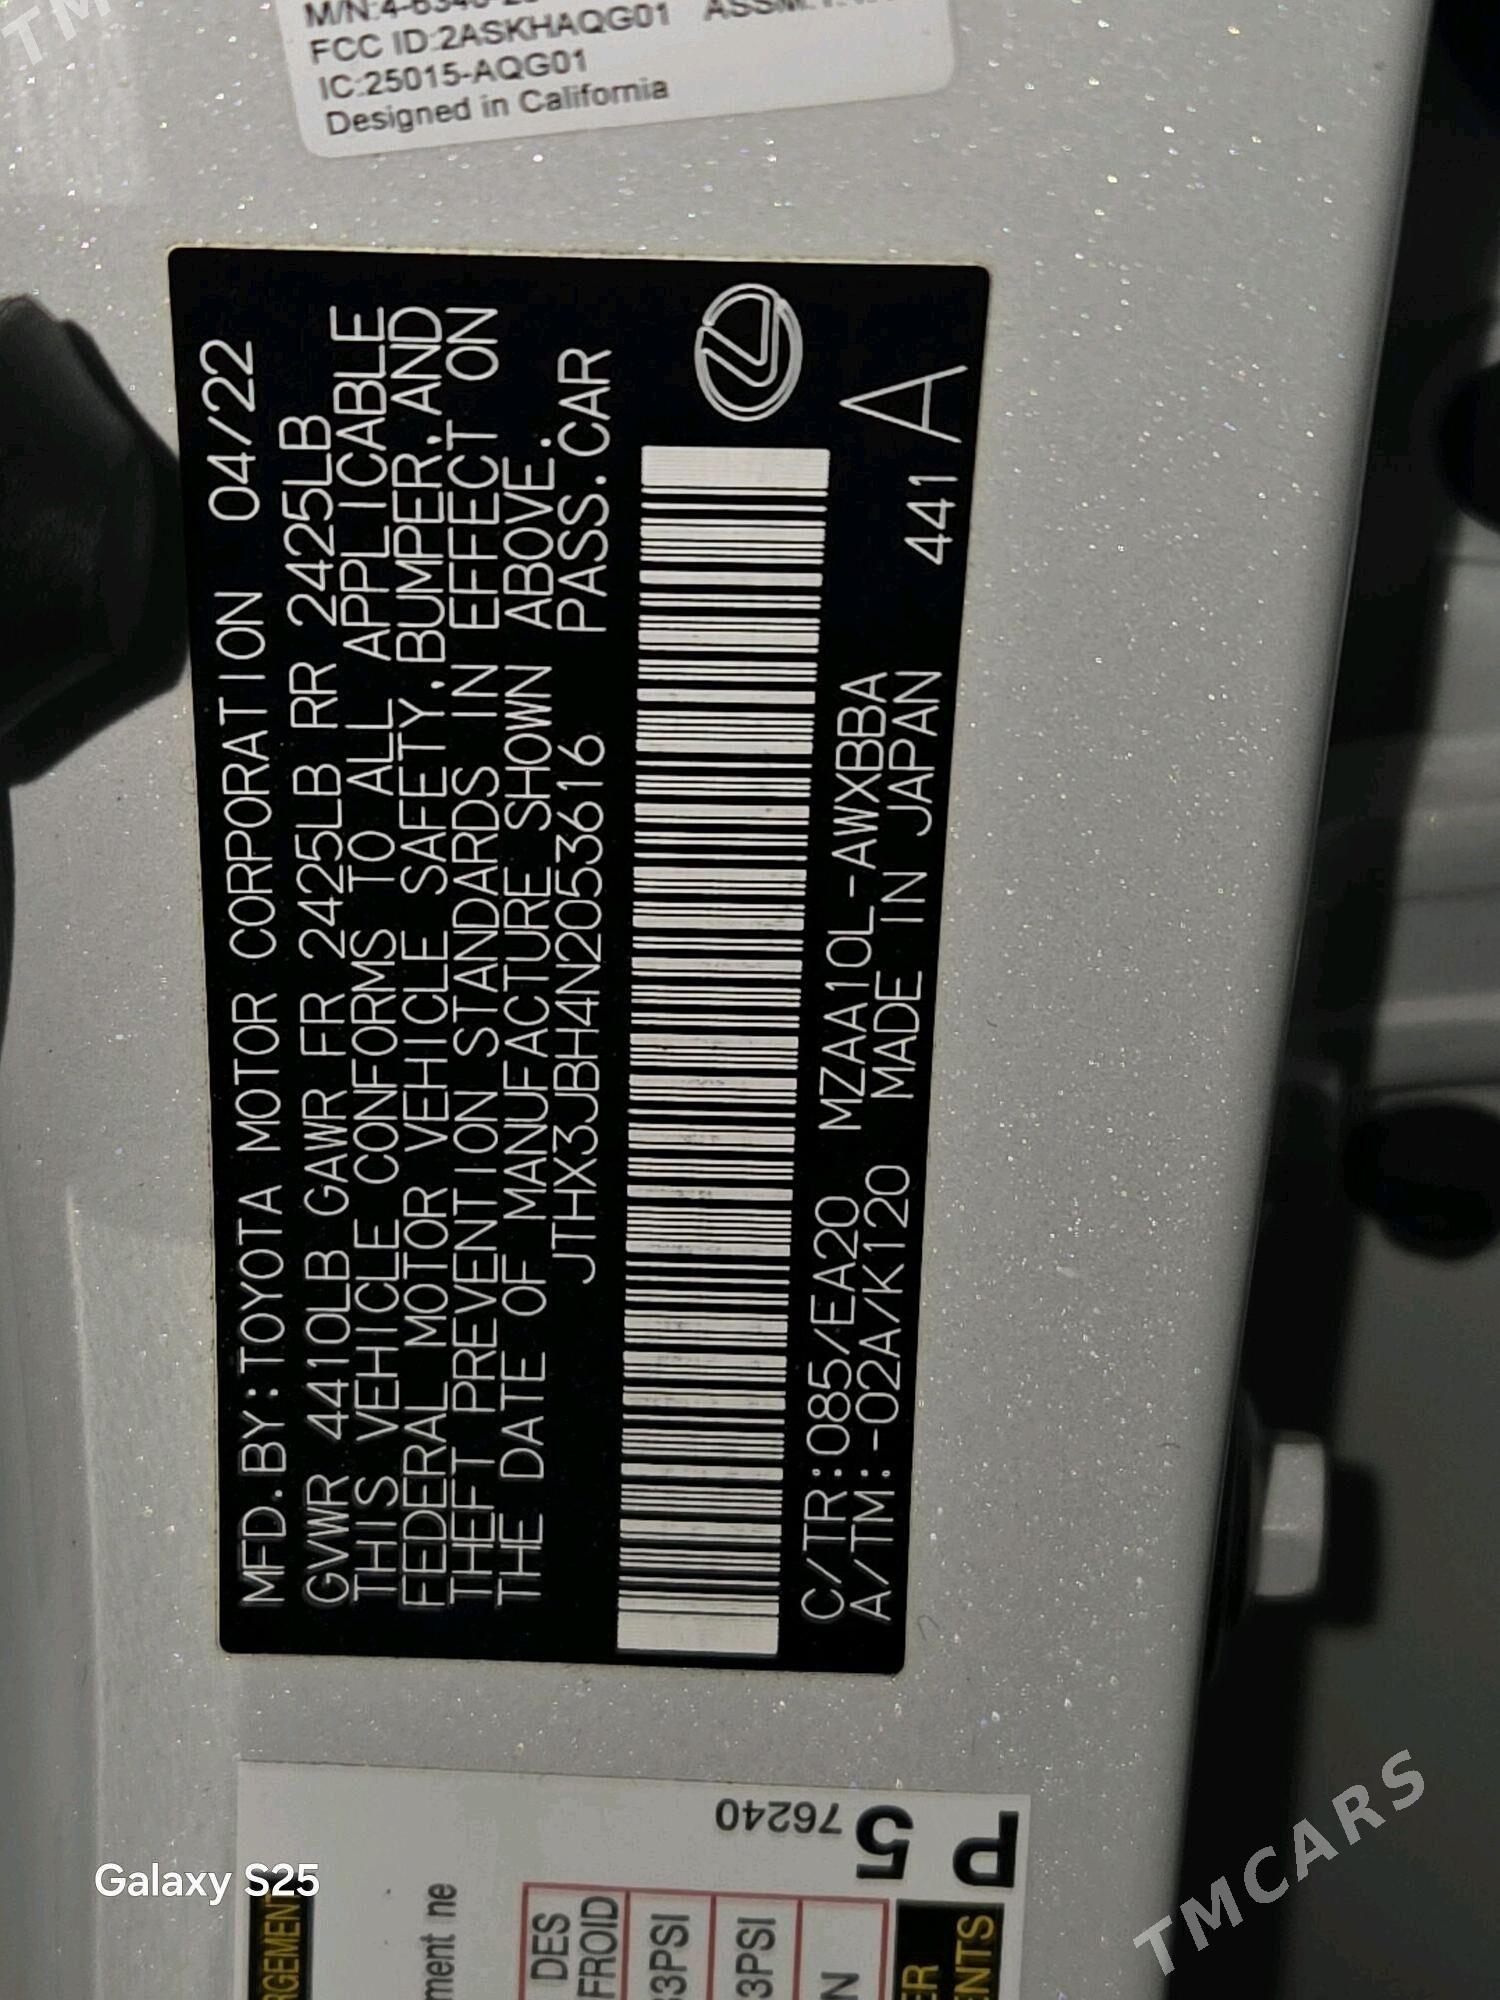 FCC ID:2ASKHAQG01
IC:25015-AQG01
Designed in California
MFD.BY:TOYOTA MOTOR CORPORATION 04/22
GVWR 4410LB GAWR FR 2425LB RR 2425LB
THIS VEHICLE CONFORMS TO ALL APPLICABLE
FEDERAL MOTOR VEHICLE SAFETY,BUMPER,AND
THEFT PREVENTION STANDARDS IN EFFECT ON
THE DATE OF MANUFACTURE SHOWN ABOVE.
JTHX3JBH4N2053616 PASS.CAR
C/TR:085/EA20 MZAA10L-AWXBBA
A/TM:-02A/K120 MADE IN JAPAN 441 A
76240
5
DES
FROID
3PSI
3PSI
Galaxy S25
TMCARS